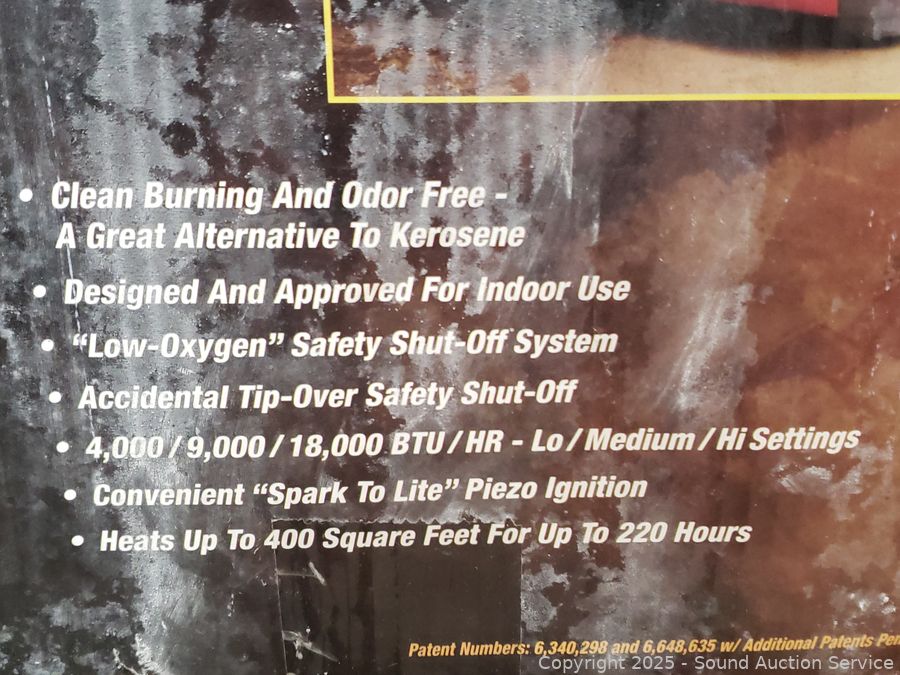 • Clean Burning And Odor Free -
A Great Alternative To Kerosene
• Designed And Approved For Indoor Use
• “Low-Oxygen” Safety Shut-Off System
• Accidental Tip-Over Safety Shut-Off
• 4,000 / 9,000 / 18,000 BTU / HR - Lo / Medium / Hi Settings
• Convenient “Spark To Lite” Piezo Ignition
• Heats Up To 400 Square Feet For Up To 220 Hours
Patent Numbers: 6,340,298 and 6,648,635 w/ Additional Patents Pen
Copyright 2025 - Sound Auction Service